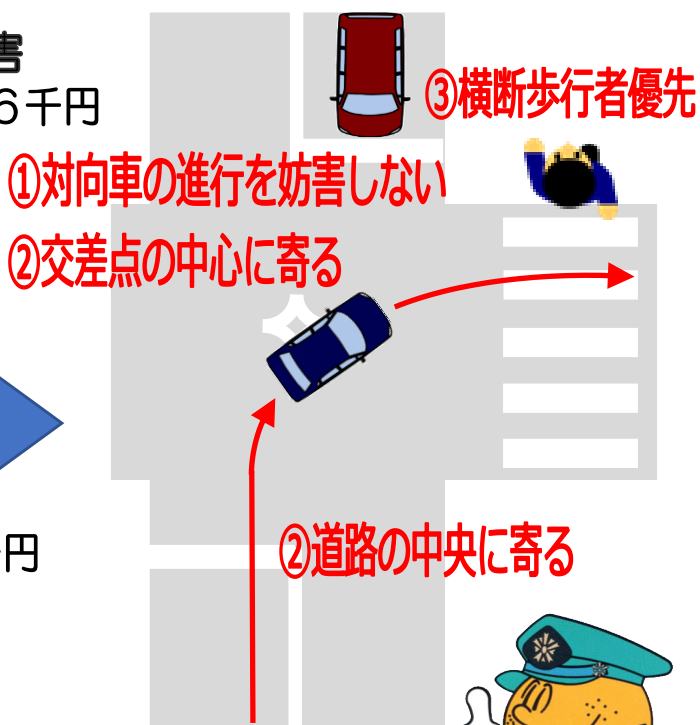 害
6千円
③横断歩行者優先
①対向車の進行を妨害しない
②交差点の中心に寄る
②道路の中央に寄る
円